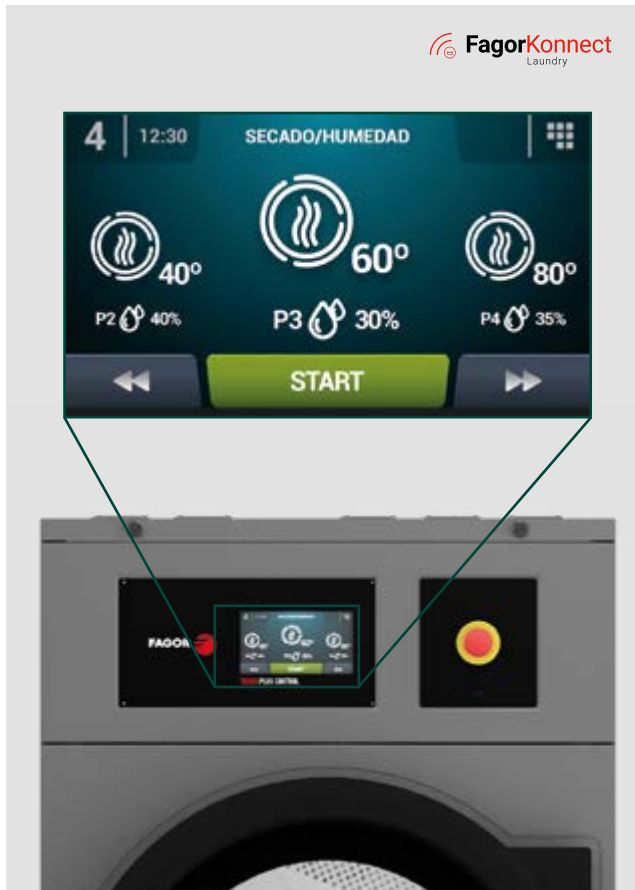 FagorKonnect
Laundry
4 12:30 SECADO/HUMEDAD
40º 60º 80º
P2 40% P3 30% P4 35%
START
FAGOR
START
PLUS CONTROL